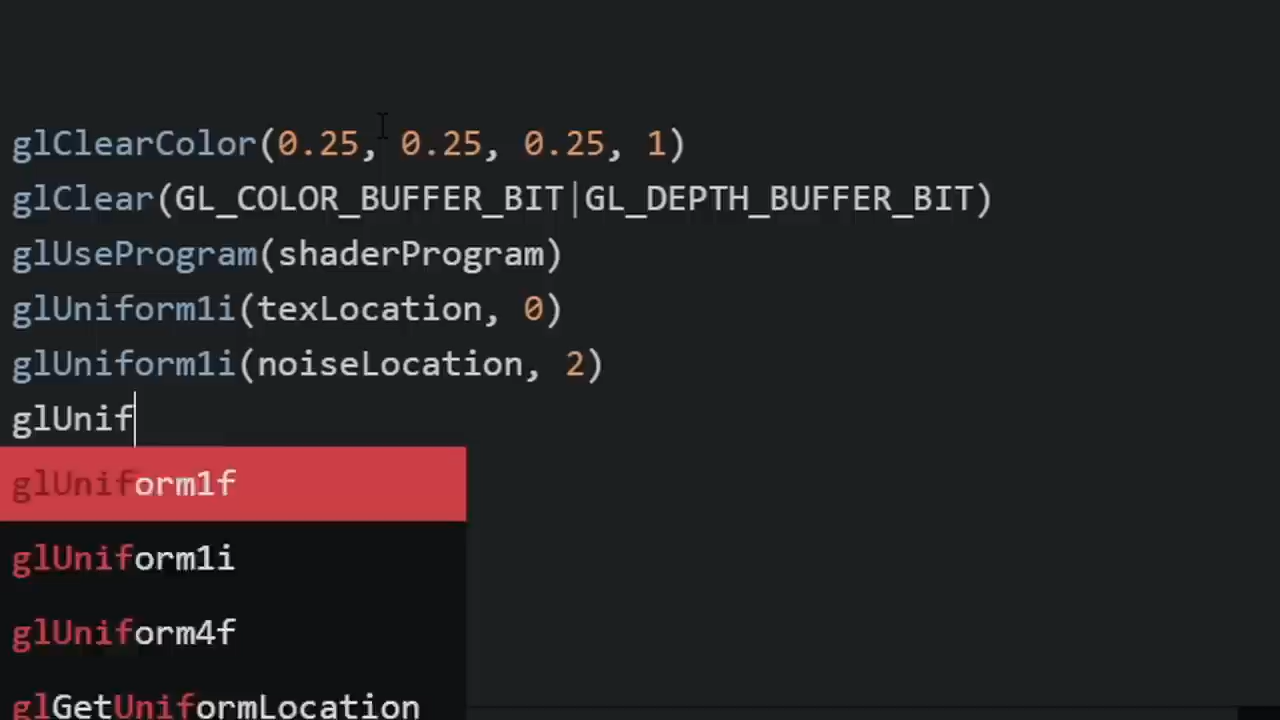 glClearColor(0.25, 0.25, 0.25, 1)
glClear(GL_COLOR_BUFFER_BIT|GL_DEPTH_BUFFER_BIT)
glUseProgram(shaderProgram)
glUniform1i(texLocation, 0)
glUniform1i(noiseLocation, 2)
glUnif
glUniform1f
glUniform1i
glUniform4f
glGetUniformLocation